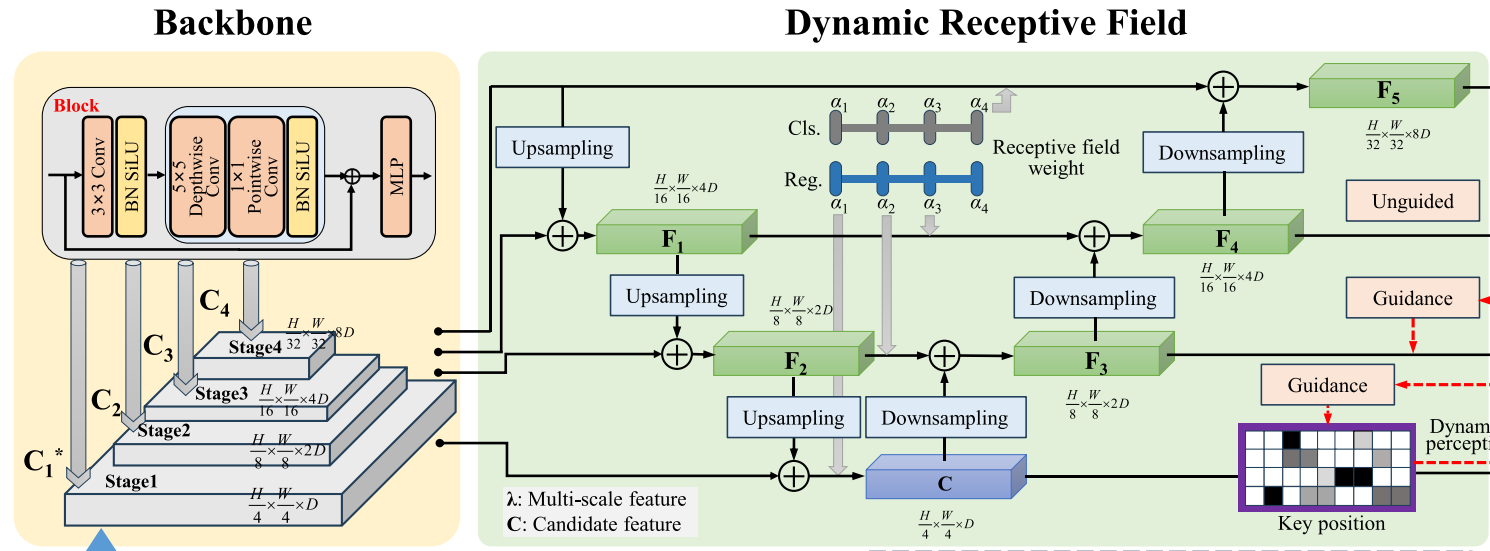 Backbone
Dynamic Receptive Field
Block
3×3 Conv
BN SiLU
5×5
Depthwise
Conv
1×1
Pointwise
Conv
BN SiLU
MLP
C₁*
C₂
C₃
C₄
Stage4
H/32×W/32×8D
Stage3
H/16×W/16×4D
Stage2
H/8×W/8×2D
Stage1
H/4×W/4×D
Upsampling
α₁ α₂ α₃ α₄
Cls.
Reg.
α₁ α₂ α₃ α₄
Receptive field
weight
F₅
H/32×W/32×8D
Downsampling
H/16×W/16×4D
F₁
F₄
H/16×W/16×4D
Unguided
Upsampling
H/8×W/8×2D
Downsampling
Guidance
F₂
F₃
H/8×W/8×2D
Upsampling
Downsampling
Guidance
C
H/4×W/4×D
Key position
λ: Multi-scale feature
C: Candidate feature